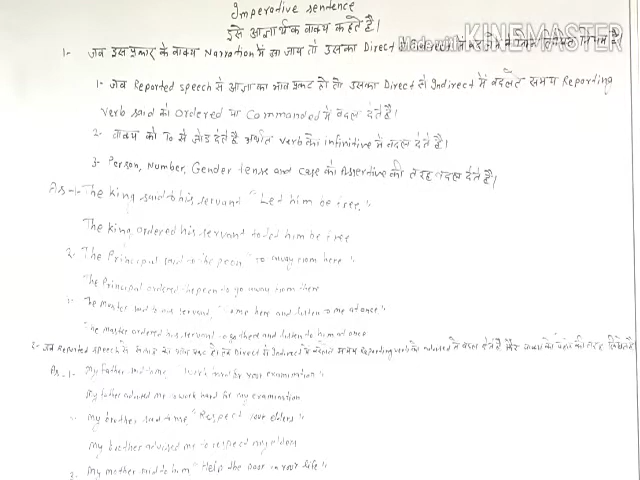 Imperative sentence
इसे आज्ञार्थक वाक्य कहते है।
Made with KINEMASTER
1- जब इस प्रकार के वाक्य Narration में आ जाय तो उसका Direct
1- जब Reported speech से आज्ञा का भाव प्रकट हो तो उसका Direct से Indirect में बदलते समय Reporting
verb said को ordered या Commanded में बदल देते है।
2- वाक्य को To से जोड देते है अर्थात verb को infinitive में बदल देते है।
3- Person, Number, Gender tense and case को Assertive की तरह बदल देते है।
As -1- The King said to his servant "Let him be free."
The King ordered his servant to let him be free
2- The Principal said to the peon "Go away from here"
The Principal ordered the peon to go away from there
The master said to his servant, "Come here and listen to me at once"
The master ordered his servant to go there and listen to him at once
2- जब Reported speech से का भाव प्रकट हो तो Direct से Indirect में बदलते समय Reporting verb को advised में बदल देते है और वाक्य को की तरह
As -1- My Father said to me, "work hard for your examination"
My father advised me to work hard for my examination
My brother said to me, "Respect your elders"
My brother advised me to respect my elders
3- My mother said to him "Help the poor in your life"